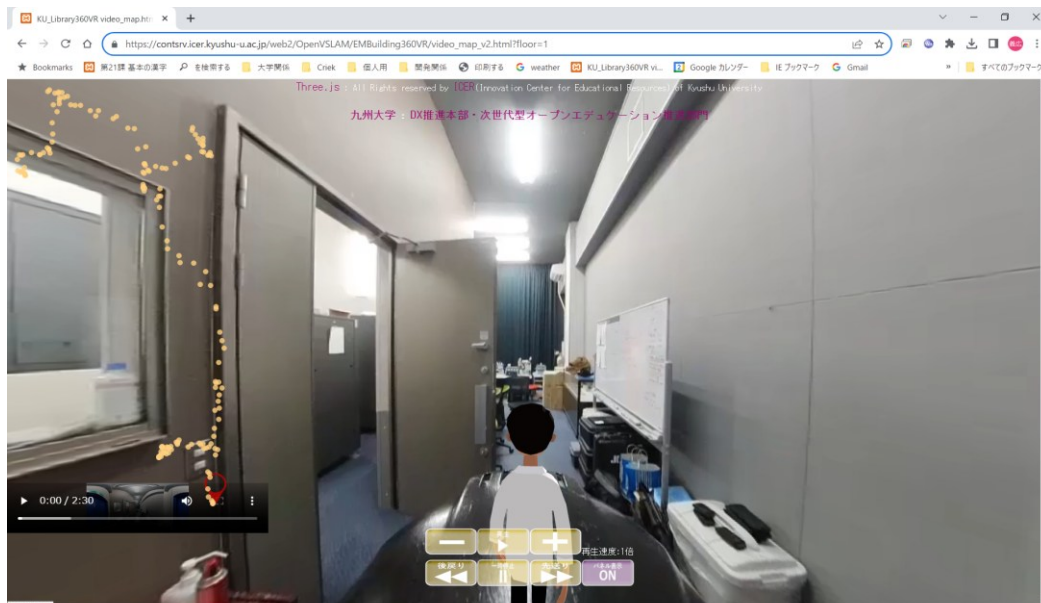 KU_Library360VR video_map.htm
https://contsrv.icer.kyushu-u.ac.jp/web2/OpenVSLAM/EMBuilding360VR/video_map_v2.html?floor=1
Bookmarks 第21課 基本の漢字 を検索する 大学関係 Criek 個人用 開発関係 印刷する weather KU_Library360VR vi... Google カレンダー IE ブックマーク Gmail » すべてのブックマーク
Three.js : All Rights reserved by ICER(Innovation Center for Educational Resources) of Kyushu University
九州大学 : DX推進本部・次世代型オープンエデュケーション
0:00 / 2:30
再生速度:1倍
後戻り 先送り パネル表示
ON